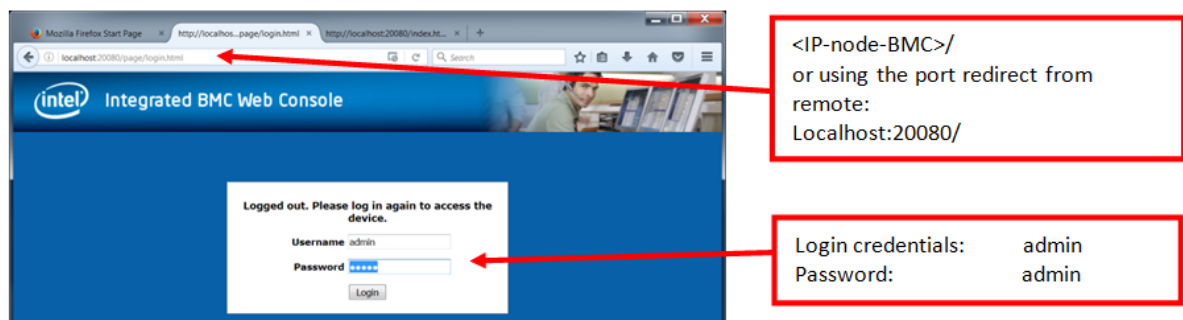 Mozilla Firefox Start Page
http://localhos...page/login.html
http://localhost:20080/index.ht...
localhost:20080/page/login.html
Search
intel Integrated BMC Web Console
Logged out. Please log in again to access the
device.
Username admin
Password •••••
Login
<IP-node-BMC>/
or using the port redirect from
remote:
Localhost:20080/
Login credentials: admin
Password: admin